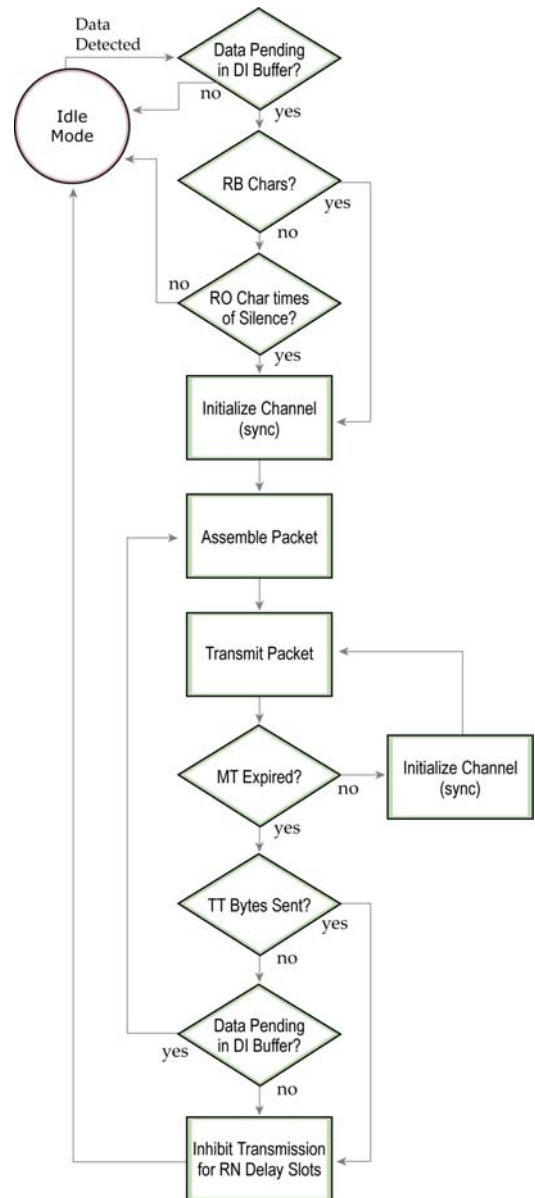 Data
Detected
Data Pending
in DI Buffer?
no
yes
Idle
Mode
RB Chars?
yes
no
no
RO Char times
of Silence?
yes
Initialize Channel
(sync)
Assemble Packet
Transmit Packet
MT Expired?
no
Initialize Channel
(sync)
yes
TT Bytes Sent?
yes
no
Data Pending
in DI Buffer?
yes
no
Inhibit Transmission
for RN Delay Slots